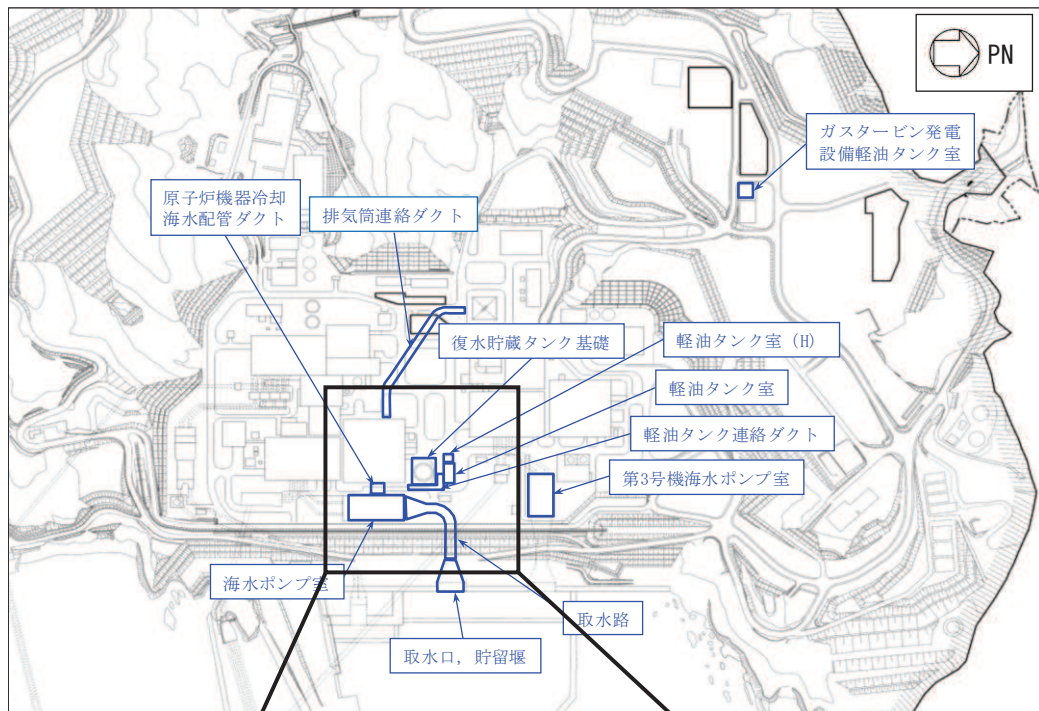 PN
ガスタービン発電
設備軽油タンク室
原子炉機器冷却
海水配管ダクト
排気筒連絡ダクト
復水貯蔵タンク基礎
軽油タンク室（H）
軽油タンク室
軽油タンク連絡ダクト
第3号機海水ポンプ室
海水ポンプ室
取水路
取水口，貯留堰